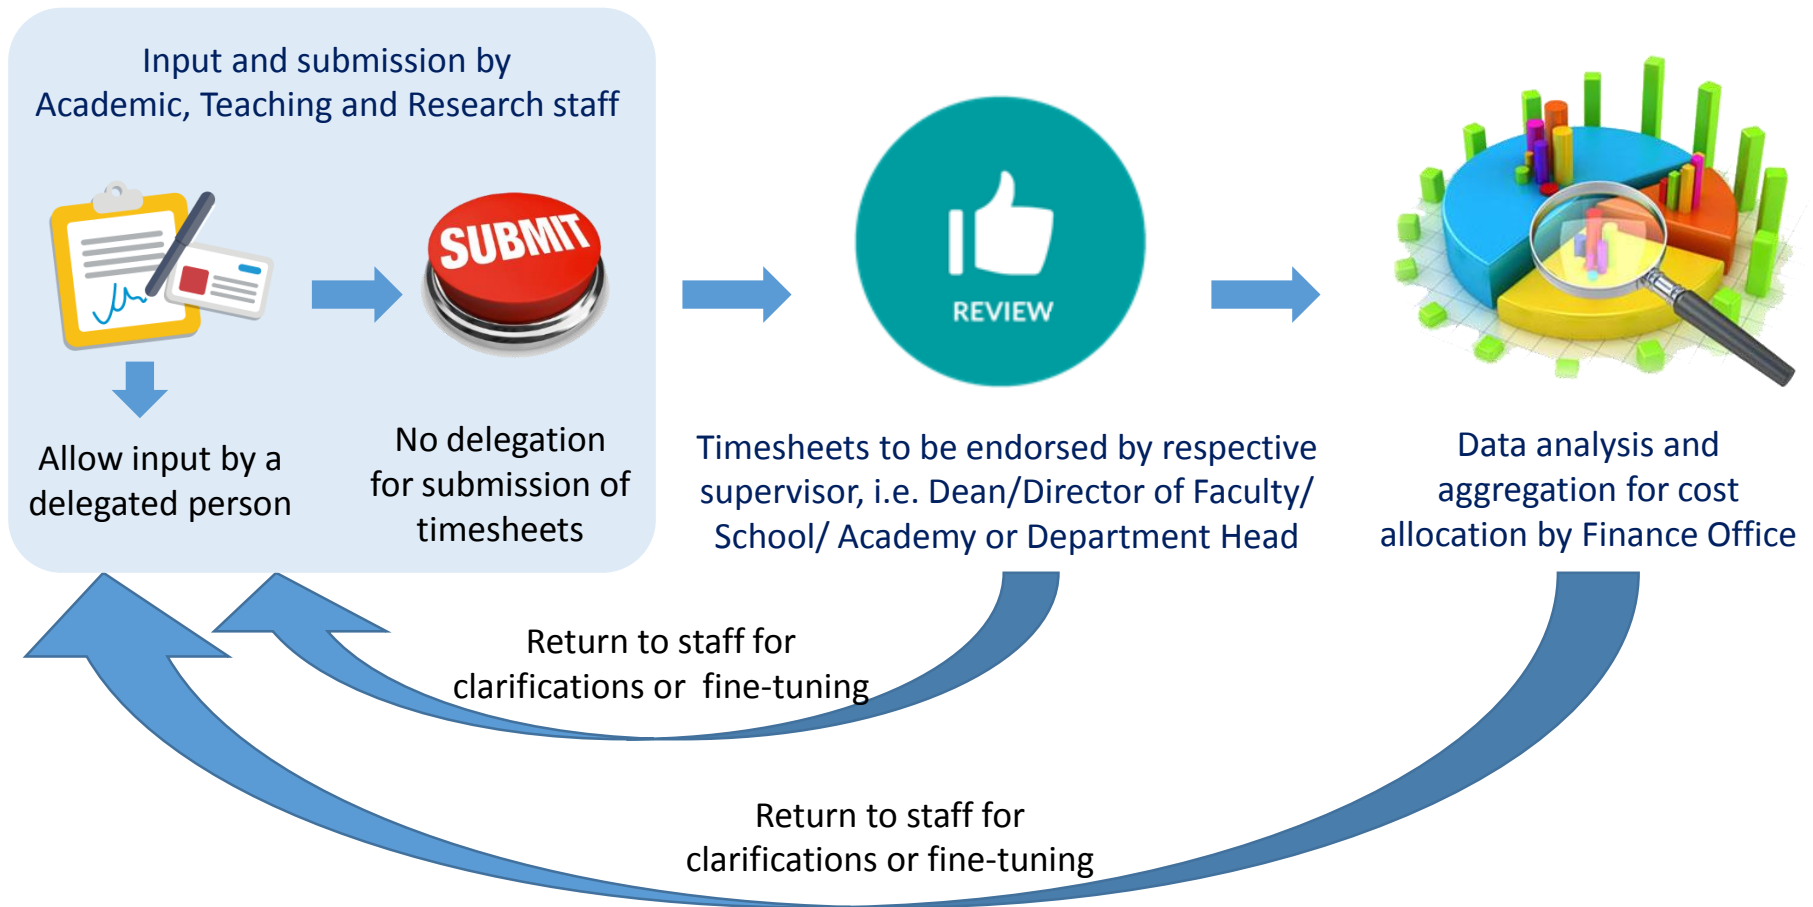 Input and submission by
Academic, Teaching and Research staff
SUBMIT
REVIEW
Allow input by a
delegated person
No delegation
for submission of
timesheets
Timesheets to be endorsed by respective
supervisor, i.e. Dean/Director of Faculty/
School/ Academy or Department Head
Data analysis and
aggregation for cost
allocation by Finance Office
Return to staff for
clarifications or  fine-tuning
Return to staff for
clarifications or fine-tuning